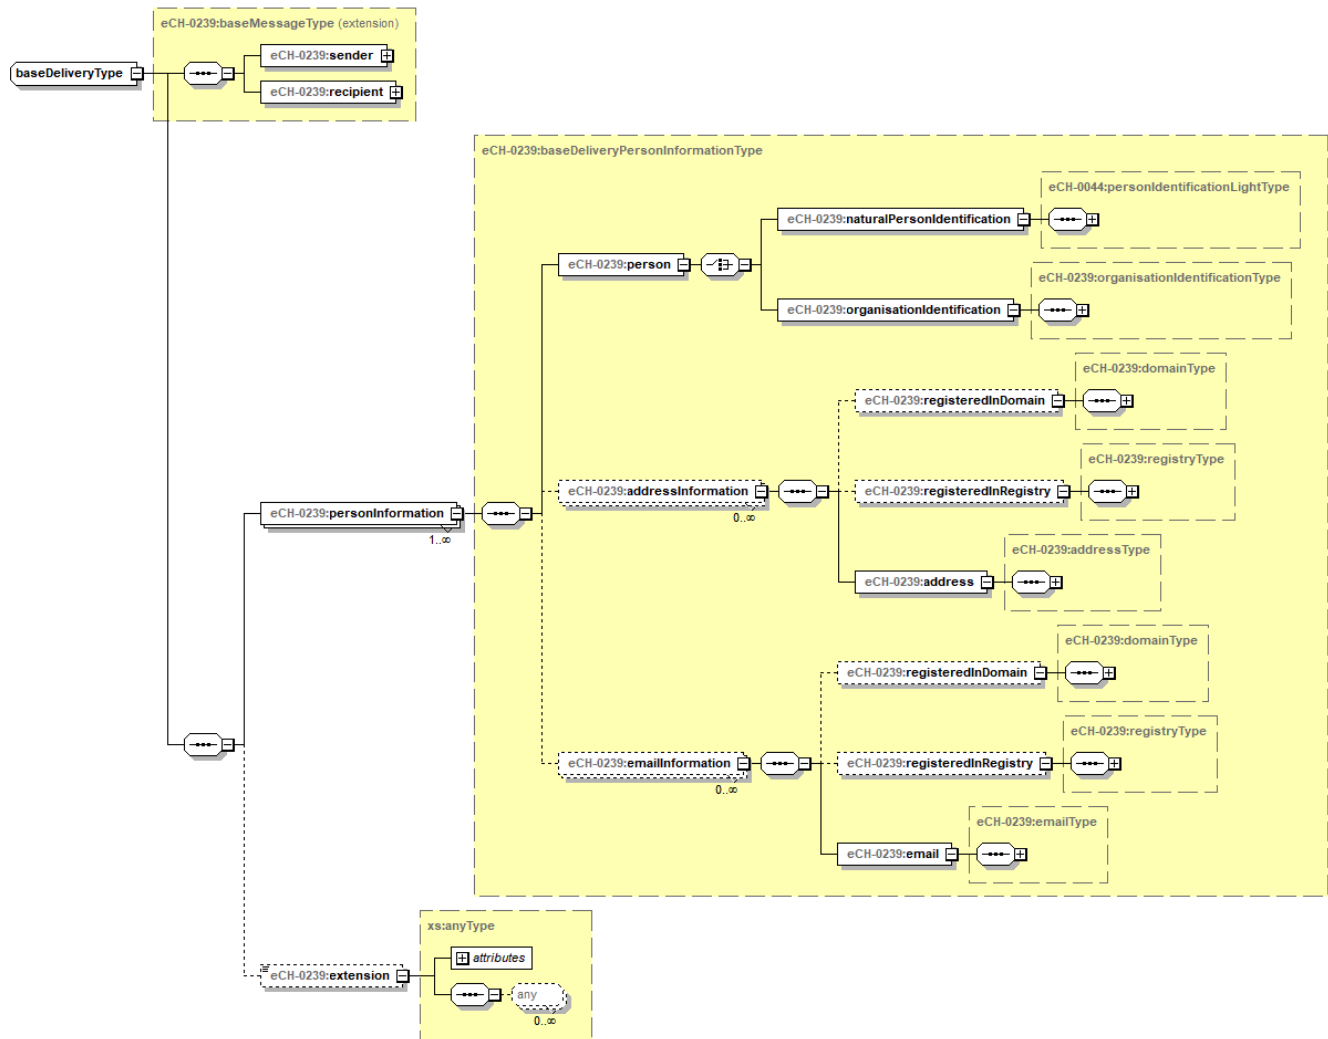 eCH-0239:baseMessageType (extension)
eCH-0239:sender
baseDeliveryType
eCH-0239:recipient
eCH-0239:baseDeliveryPersonInformationType
eCH-0044:personIdentificationLightType
eCH-0239:naturalPersonIdentification
eCH-0239:person
eCH-0239:organisationIdentificationType
eCH-0239:organisationIdentification
eCH-0239:domainType
eCH-0239:registeredInDomain
eCH-0239:registryType
eCH-0239:addressInformation
0..∞
eCH-0239:registeredInRegistry
eCH-0239:personInformation
1..∞
eCH-0239:addressType
eCH-0239:address
eCH-0239:domainType
eCH-0239:registeredInDomain
eCH-0239:registryType
eCH-0239:emailInformation
0..∞
eCH-0239:registeredInRegistry
eCH-0239:emailType
eCH-0239:email
xs:anyType
attributes
eCH-0239:extension
any
0..∞